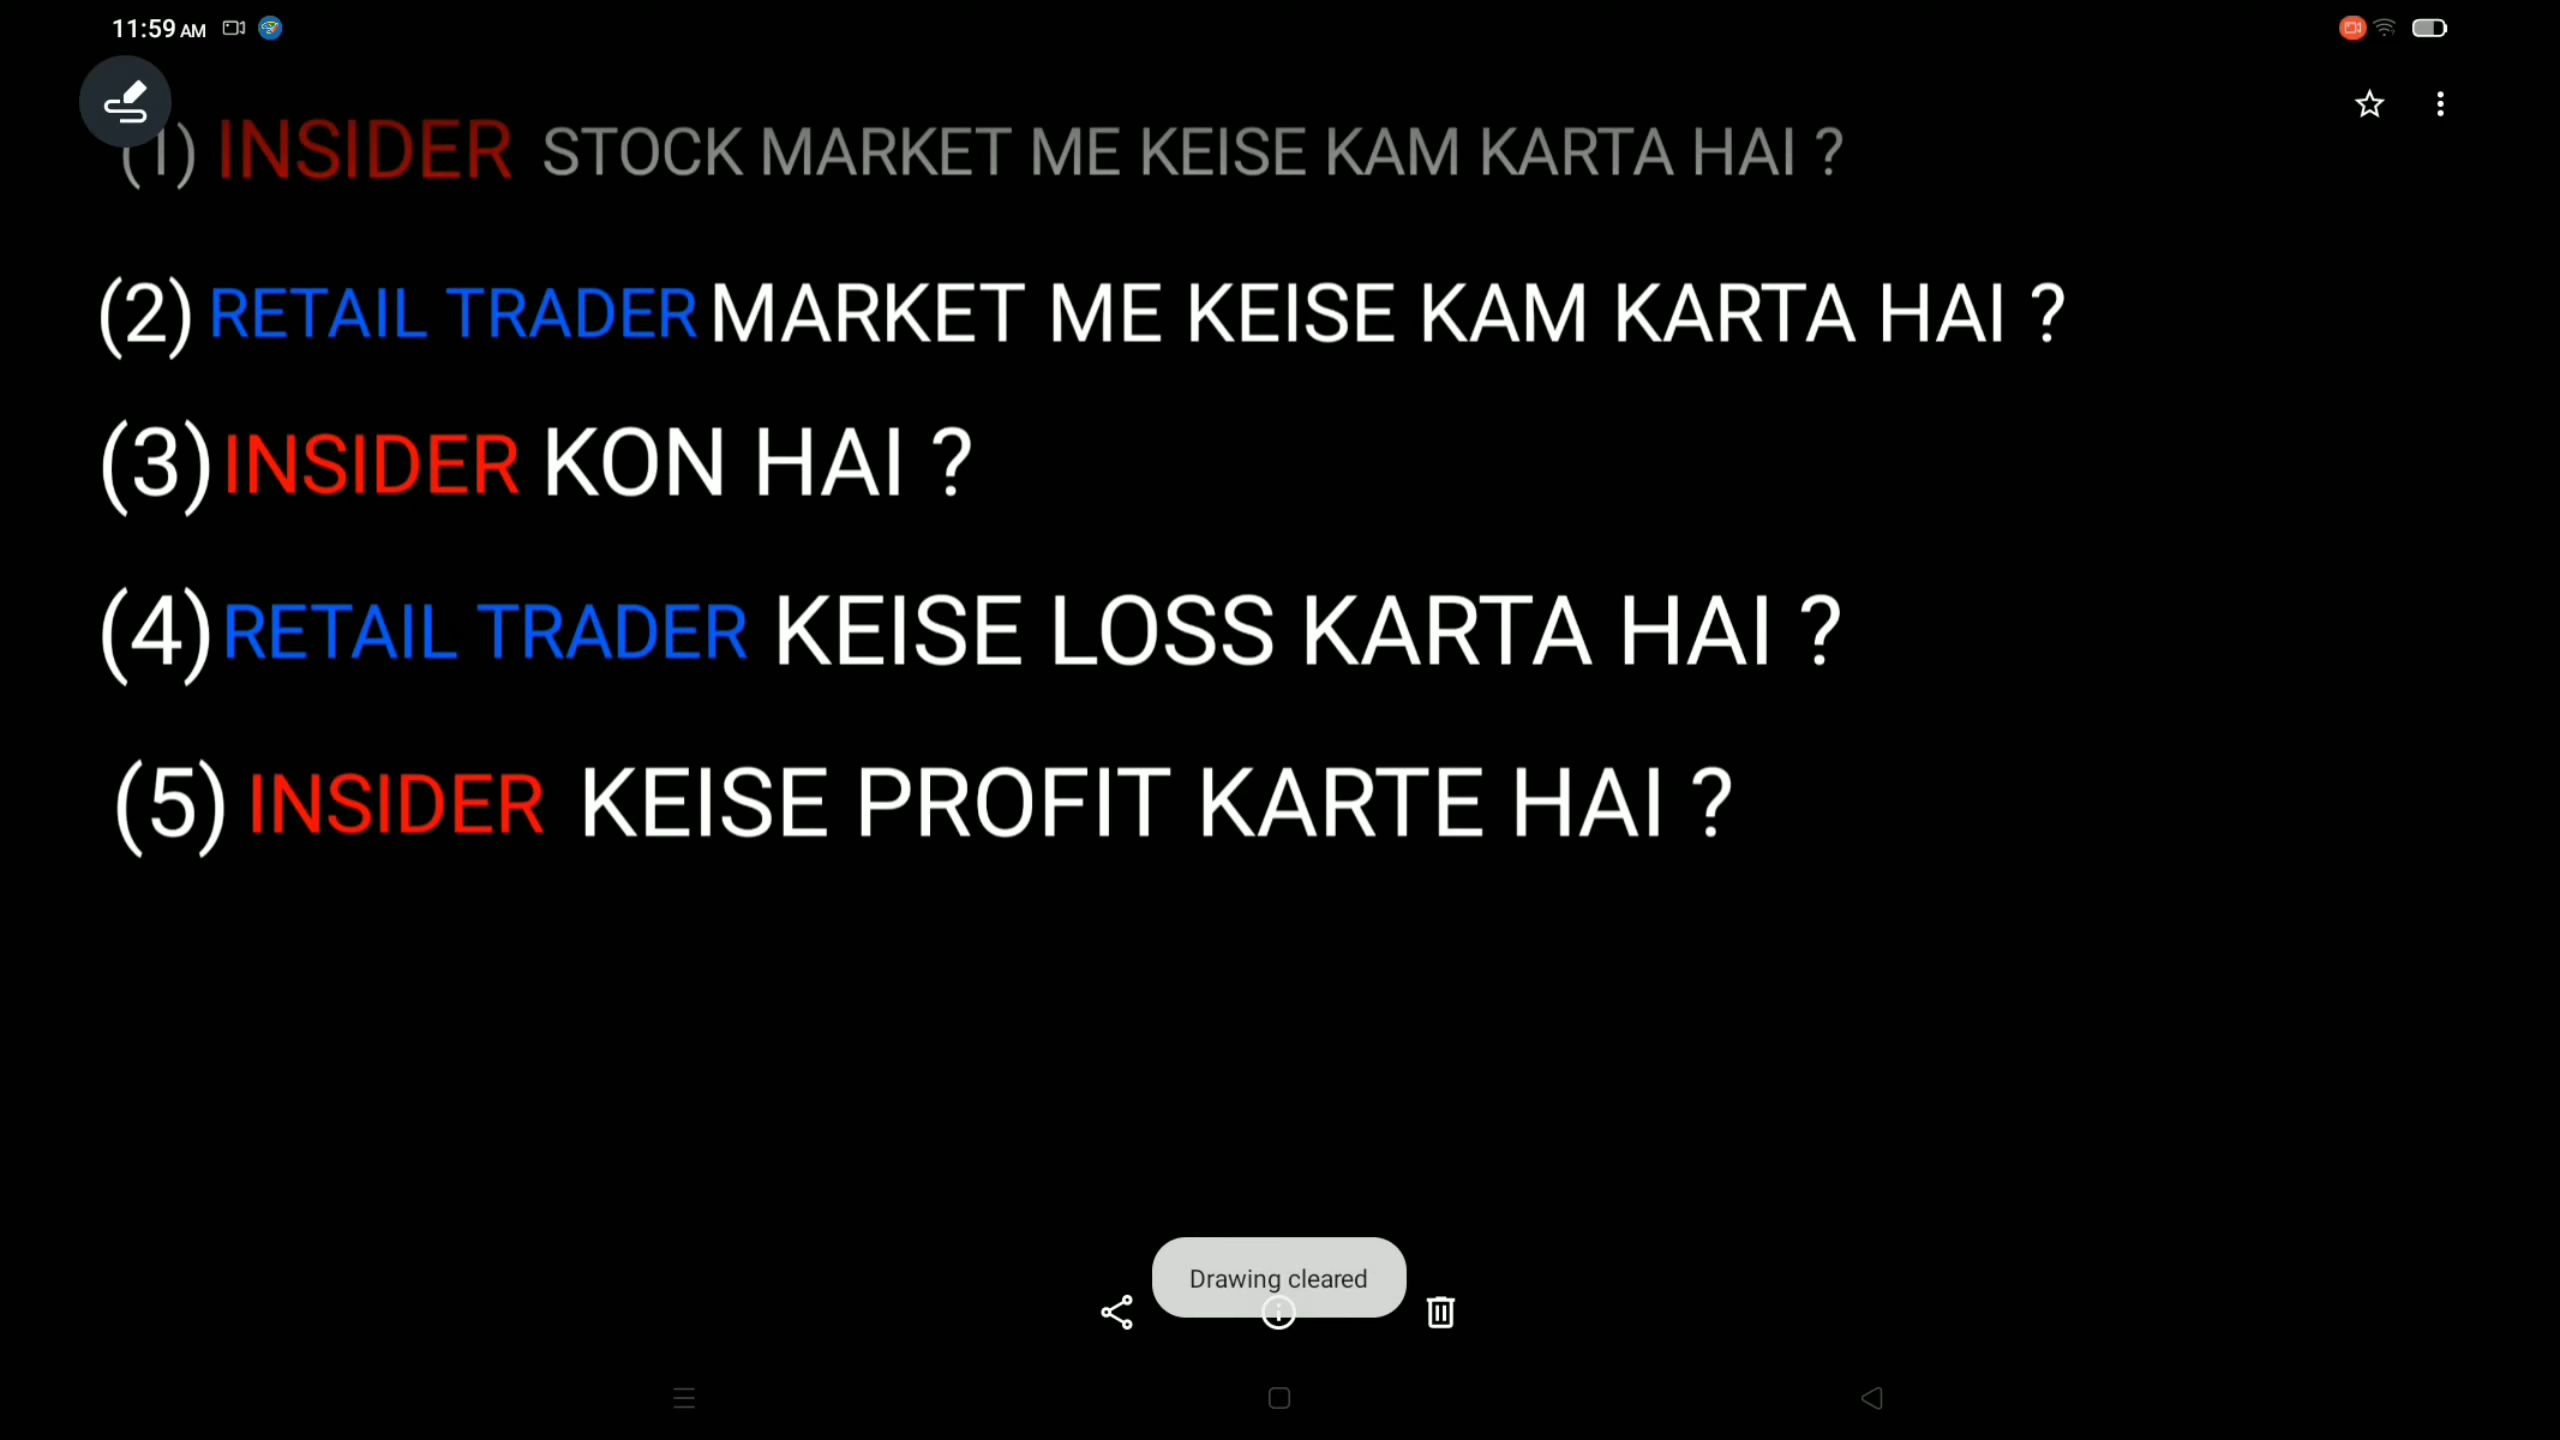 11:59 AM
(1) INSIDER STOCK MARKET ME KEISE KAM KARTA HAI ?
(2) RETAIL TRADER MARKET ME KEISE KAM KARTA HAI ?
(3) INSIDER KON HAI ?
(4) RETAIL TRADER KEISE LOSS KARTA HAI ?
(5) INSIDER KEISE PROFIT KARTE HAI ?
Drawing cleared